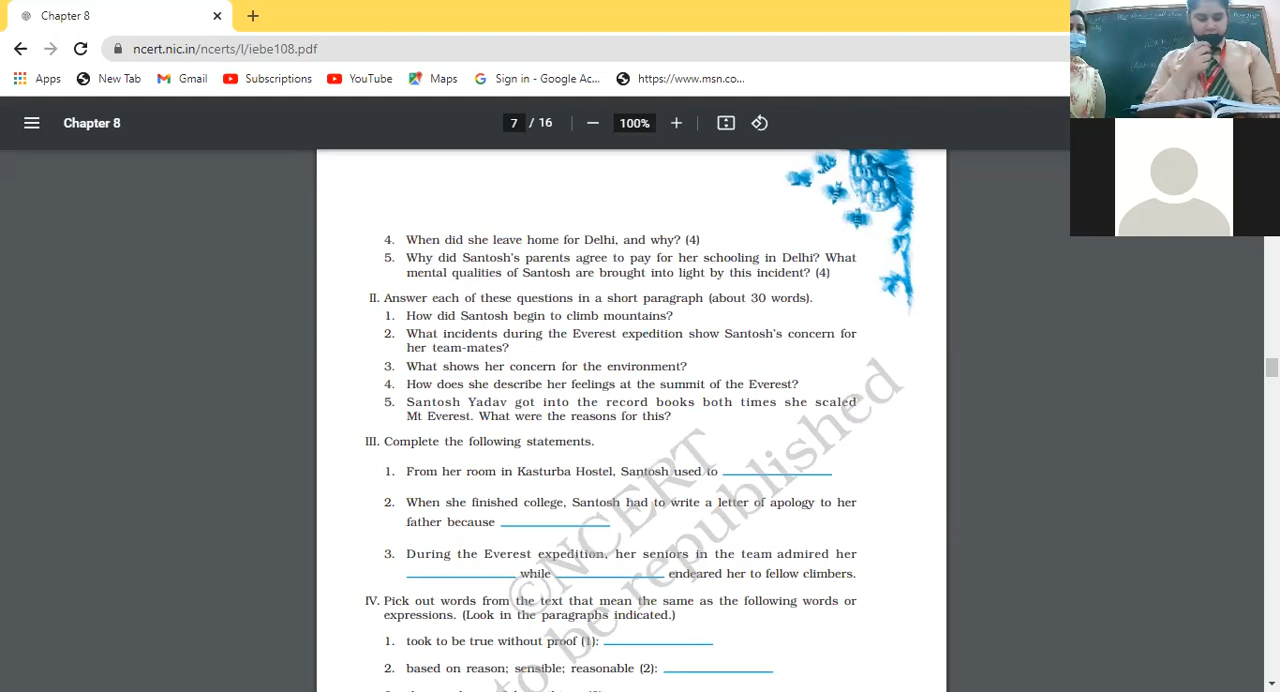 Chapter 8
ncert.nic.in/ncerts/l/iebe108.pdf
Apps New Tab Gmail Subscriptions YouTube Maps Sign in - Google Ac... https://www.msn.co...
Chapter 8 7 / 16 100%
4. When did she leave home for Delhi, and why? (4)
5. Why did Santosh's parents agree to pay for her schooling in Delhi? What
mental qualities of Santosh are brought into light by this incident? (4)
II. Answer each of these questions in a short paragraph (about 30 words).
1. How did Santosh begin to climb mountains?
2. What incidents during the Everest expedition show Santosh's concern for
her team-mates?
3. What shows her concern for the environment?
4. How does she describe her feelings at the summit of the Everest?
5. Santosh Yadav got into the record books both times she scaled
Mt Everest. What were the reasons for this?
III. Complete the following statements.
1. From her room in Kasturba Hostel, Santosh used to
2. When she finished college, Santosh had to write a letter of apology to her
father because
3. During the Everest expedition, her seniors in the team admired her
while endeared her to fellow climbers.
IV. Pick out words from the text that mean the same as the following words or
expressions. (Look in the paragraphs indicated.)
1. took to be true without proof (1):
2. based on reason; sensible; reasonable (2):
©NCERT
to be republished